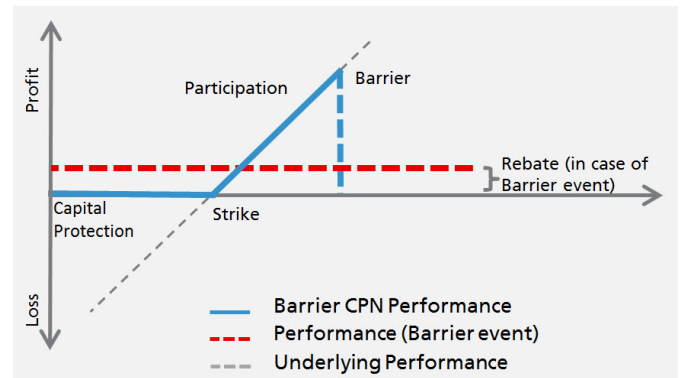 Profit
Participation
Barrier
Rebate (in case of
Barrier event)
Capital
Protection
Strike
Loss
Barrier CPN Performance
Performance (Barrier event)
Underlying Performance